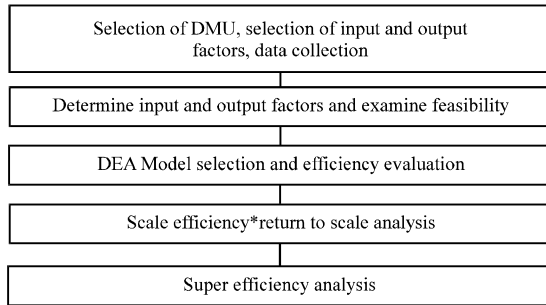 Selection of DMU, selection of input and output
factors, data collection
Determine input and output factors and examine feasibility
DEA Model selection and efficiency evaluation
Scale efficiency*return to scale analysis
Super efficiency analysis